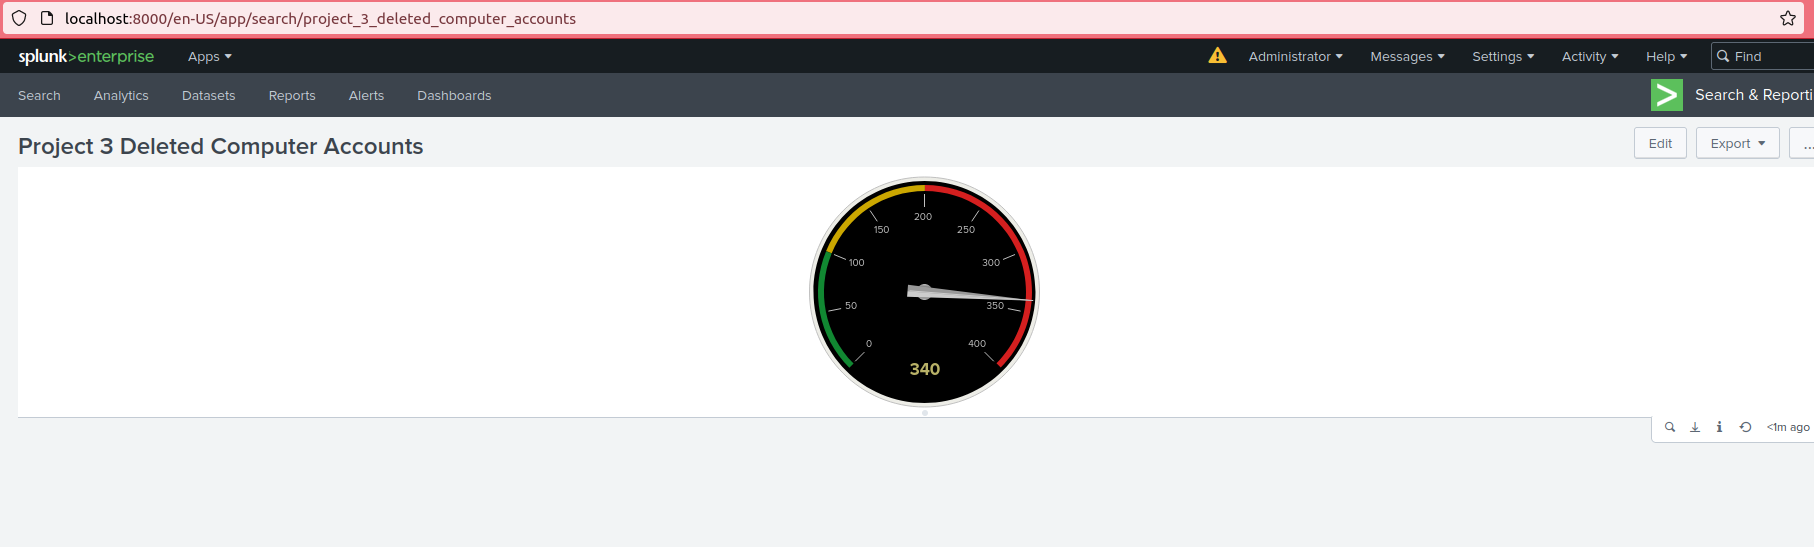 localhost:8000/en-US/app/search/project_3_deleted_computer_accounts
splunk>enterprise Apps Administrator Messages Settings Activity Help Find
Search Analytics Datasets Reports Alerts Dashboards Search & Reporti
Project 3 Deleted Computer Accounts Edit Export ...
200
150 250
100 300
50 350
0 400
340
<1m ago